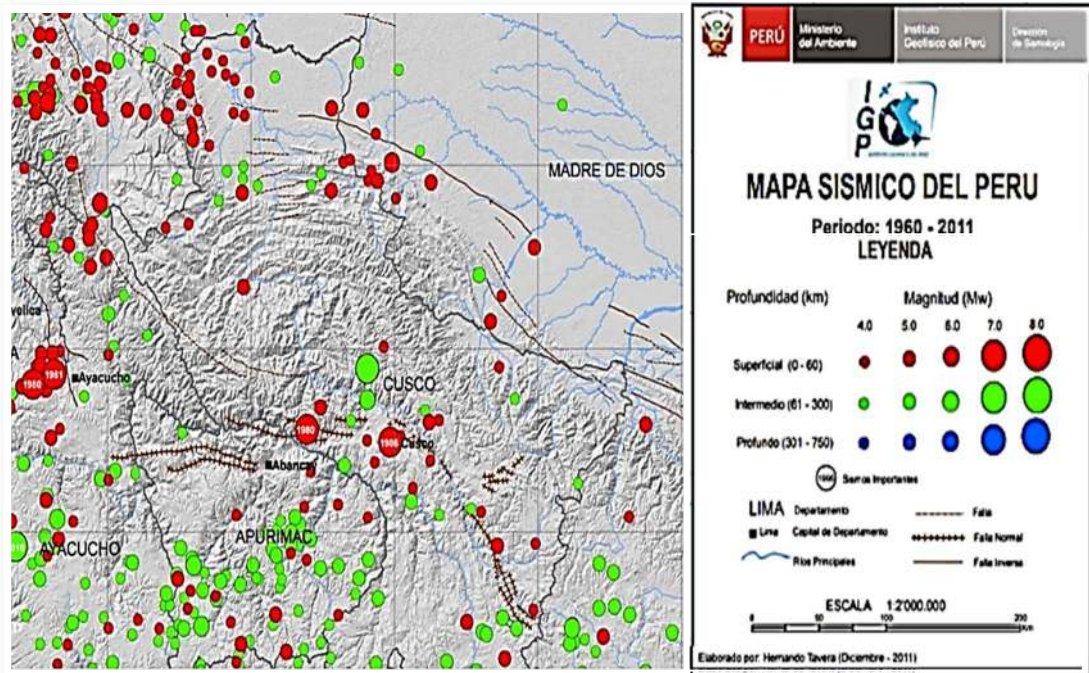 MADRE DE DIOS
1981
1980
Ayacucho
CUSCO
1980
Cusco
Abancay
AYACUCHO
APURIMAC
PERÚ
Ministerio
del Ambiente
Instituto
Geofísico del Perú
Dirección
de Sismología
IGP
MAPA SISMICO DEL PERU
Periodo: 1960 - 2011
LEYENDA
Profundidad (km)
Magnitud (Mw)
4.0 5.0 6.0 7.0 8.0
Superficial (0 - 60)
Intermedio (61 - 300)
Profundo (301 - 750)
Sismos Importantes
LIMA Departamento
Lima Capital de Departamento
Ríos Principales
Falla
Falla Normal
Falla Inversa
ESCALA 1:2'000.000
0 50 100 200
Km
Elaborado por: Hernando Tavera (Diciembre - 2011)